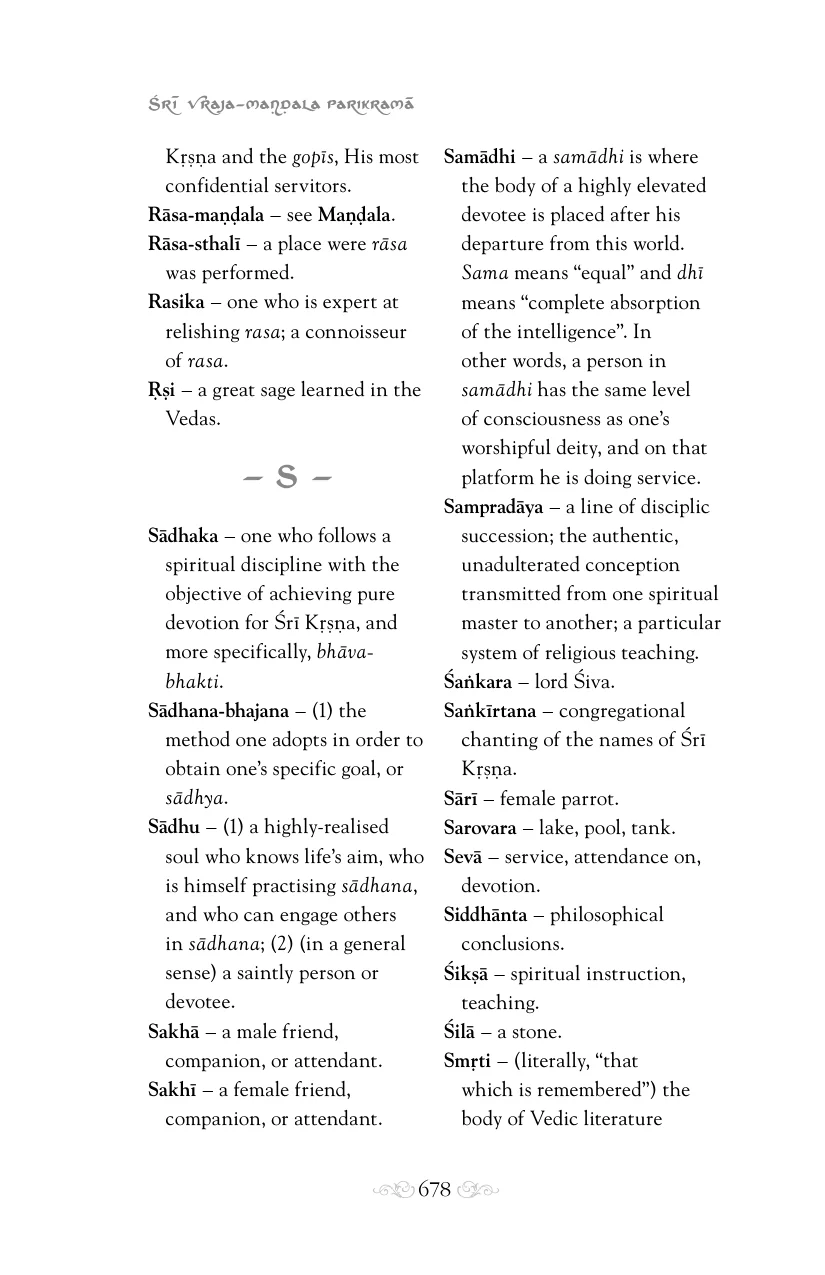 Śrī Vraja-maṇḍala Parikramā
Kṛṣṇa and the gopīs, His most
confidential servitors.
Rāsa-maṇḍala – see Maṇḍala.
Rāsa-sthalī – a place were rāsa
was performed.
Rasika – one who is expert at
relishing rasa; a connoisseur
of rasa.
Ṛṣi – a great sage learned in the
Vedas.
– S –
Sādhaka – one who follows a
spiritual discipline with the
objective of achieving pure
devotion for Śrī Kṛṣṇa, and
more specifically, bhāva-
bhakti.
Sādhana-bhajana – (1) the
method one adopts in order to
obtain one’s specific goal, or
sādhya.
Sādhu – (1) a highly-realised
soul who knows life’s aim, who
is himself practising sādhana,
and who can engage others
in sādhana; (2) (in a general
sense) a saintly person or
devotee.
Sakhā – a male friend,
companion, or attendant.
Sakhī – a female friend,
companion, or attendant.
Samādhi – a samādhi is where
the body of a highly elevated
devotee is placed after his
departure from this world.
Sama means “equal” and dhī
means “complete absorption
of the intelligence”. In
other words, a person in
samādhi has the same level
of consciousness as one’s
worshipful deity, and on that
platform he is doing service.
Sampradāya – a line of disciplic
succession; the authentic,
unadulterated conception
transmitted from one spiritual
master to another; a particular
system of religious teaching.
Śaṅkara – lord Śiva.
Saṅkīrtana – congregational
chanting of the names of Śrī
Kṛṣṇa.
Sārī – female parrot.
Sarovara – lake, pool, tank.
Sevā – service, attendance on,
devotion.
Siddhānta – philosophical
conclusions.
Śikṣā – spiritual instruction,
teaching.
Śilā – a stone.
Smṛti – (literally, “that
which is remembered”) the
body of Vedic literature
678